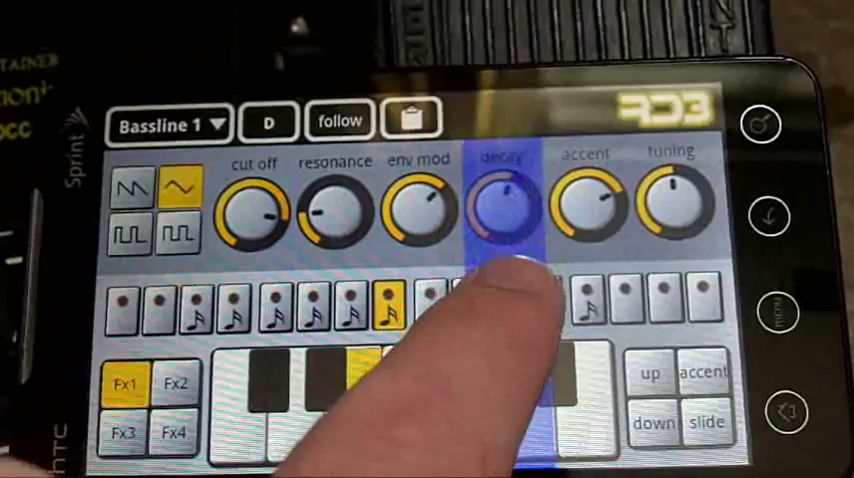 TAINER
Sprint
Bassline 1 D follow RD3
cut off resonance env mod decay accent tuning
Fx1 Fx2
Fx3 Fx4
up accent
down slide
menu
hTC